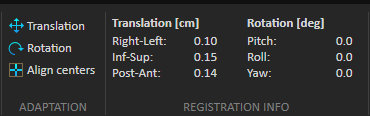 Translation
Rotation
Align centers
ADAPTATION
Translation [cm] Rotation [deg]
Right-Left: 0.10 Pitch: 0.0
Inf-Sup: 0.15 Roll: 0.0
Post-Ant: 0.14 Yaw: 0.0
REGISTRATION INFO